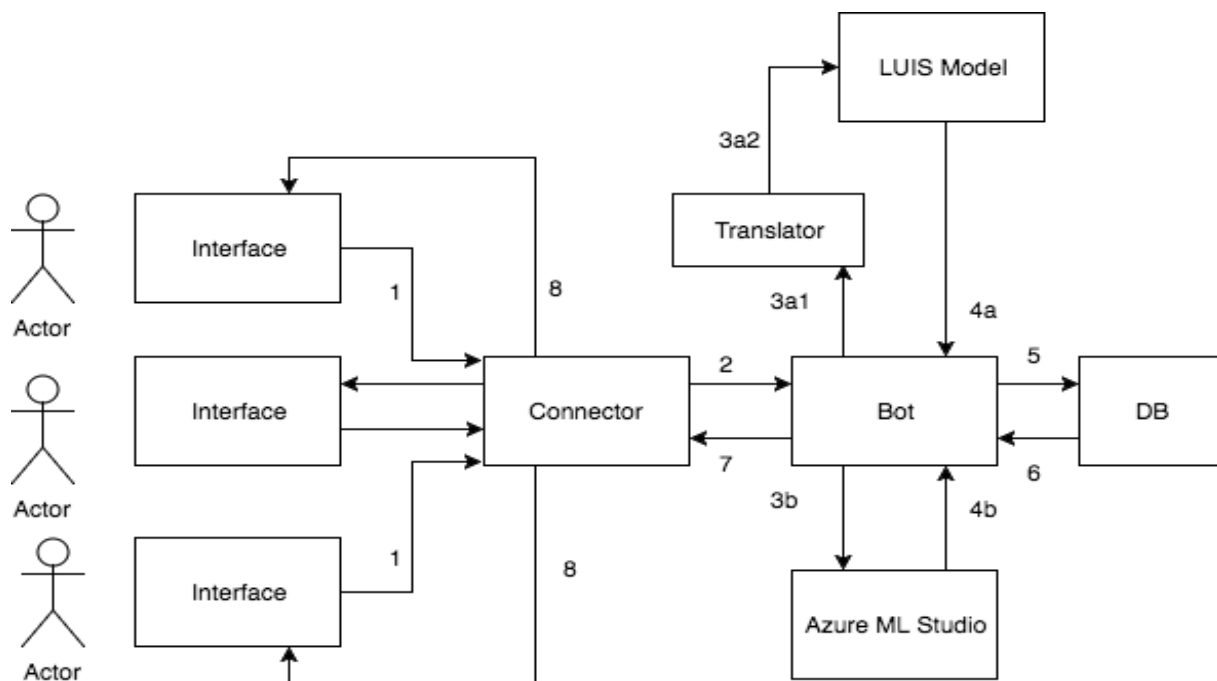 LUIS Model
3a2
Translator
Interface
1
8
3a1
4a
Actor
2
5
Interface
Connector
Bot
DB
7
6
3b
4b
Actor
1
8
Interface
Azure ML Studio
Actor